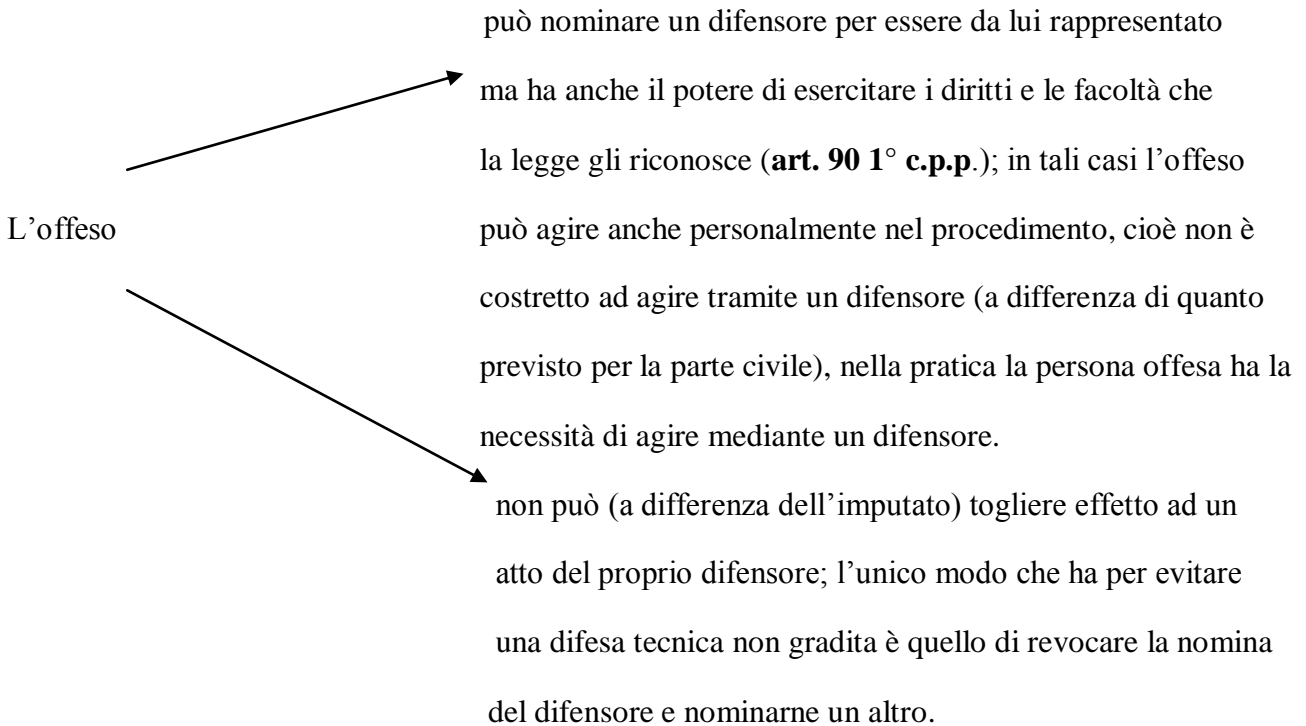 può nominare un difensore per essere da lui rappresentato
ma ha anche il potere di esercitare i diritti e le facoltà che
la legge gli riconosce (art. 90 1° c.p.p.); in tali casi l’offeso
L’offeso
può agire anche personalmente nel procedimento, cioè non è
costretto ad agire tramite un difensore (a differenza di quanto
previsto per la parte civile), nella pratica la persona offesa ha la
necessità di agire mediante un difensore.
non può (a differenza dell’imputato) togliere effetto ad un
atto del proprio difensore; l’unico modo che ha per evitare
una difesa tecnica non gradita è quello di revocare la nomina
del difensore e nominarne un altro.